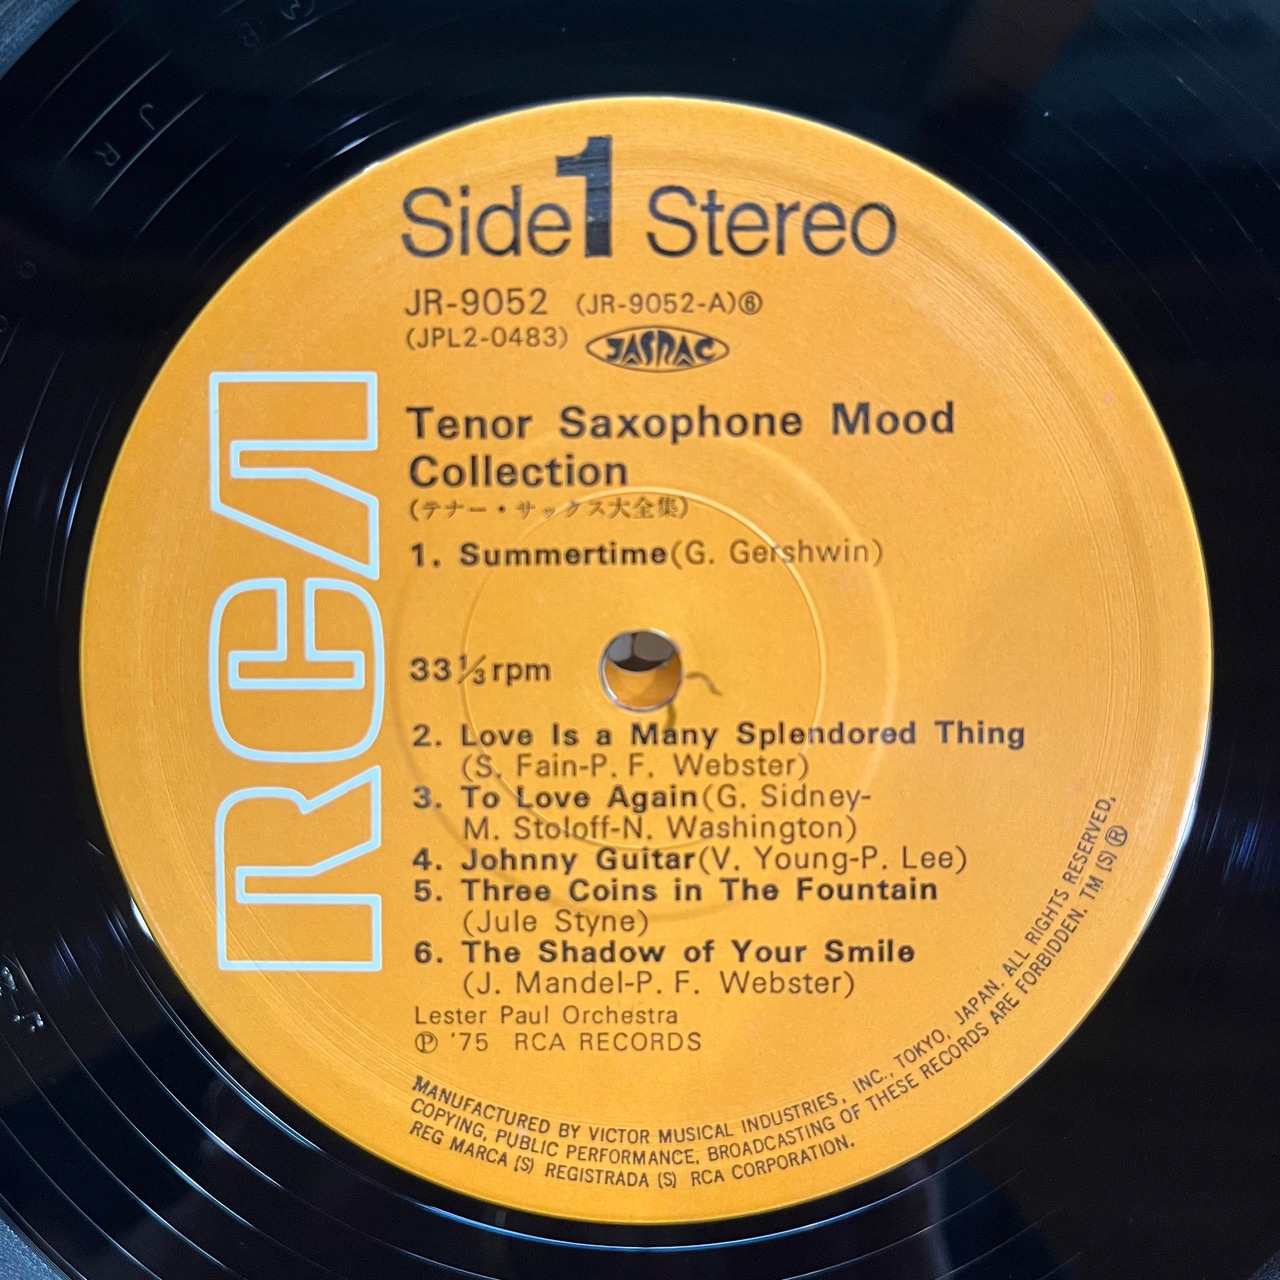 Side 1 Stereo
JR-9052 (JR-9052-A)⑥
(JPL2-0483) JASRAC
Tenor Saxophone Mood
Collection
(テナー・サックス大全集)
1. Summertime(G. Gershwin)
33⅓rpm
2. Love Is a Many Splendored Thing
(S. Fain-P. F. Webster)
3. To Love Again(G. Sidney-
M. Stoloff-N. Washington)
4. Johnny Guitar(V. Young-P. Lee)
5. Three Coins in The Fountain
(Jule Styne)
6. The Shadow of Your Smile
(J. Mandel-P. F. Webster)
Lester Paul Orchestra
℗ '75 RCA RECORDS
RCA
MANUFACTURED BY VICTOR MUSICAL INDUSTRIES, INC., TOKYO, JAPAN. ALL RIGHTS RESERVED,
COPYING, PUBLIC PERFORMANCE, BROADCASTING OF THESE RECORDS ARE FORBIDDEN. TM (S) ®
REG MARCA (S) REGISTRADA (S) RCA CORPORATION.
J R